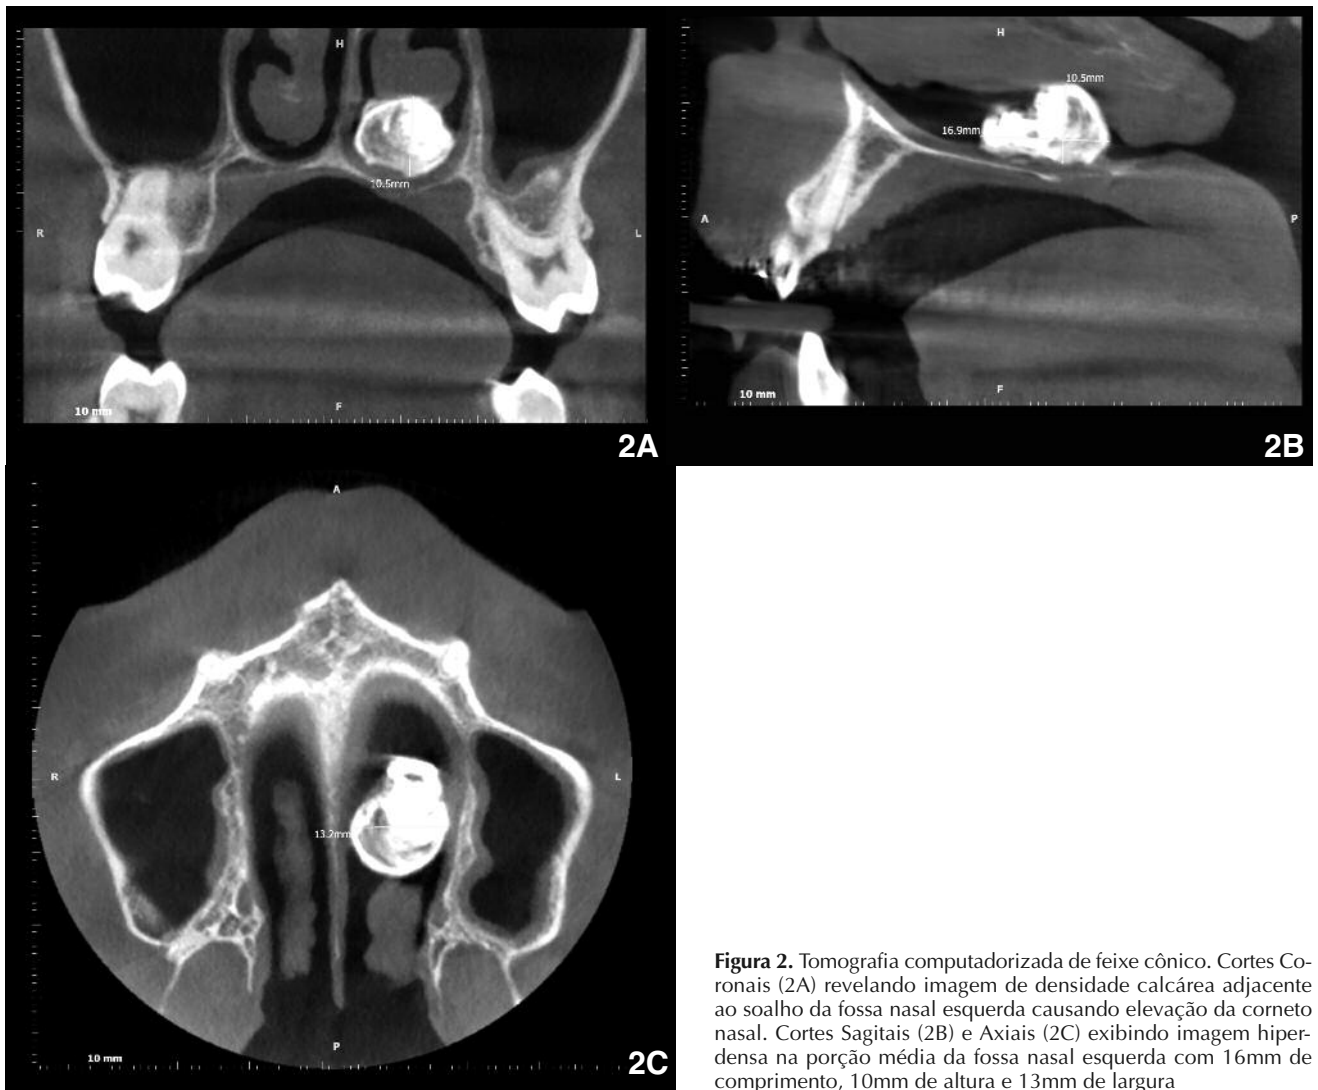 H
10.5mm
R
L
F
10 mm
2A
H
10.5mm
16.9mm
A
P
F
10 mm
2B
A
R
L
13.2mm
P
10 mm
2C
Figura 2. Tomografia computadorizada de feixe cônico. Cortes Co-
ronais (2A) revelando imagem de densidade calcárea adjacente
ao soalho da fossa nasal esquerda causando elevação da corneto
nasal. Cortes Sagitais (2B) e Axiais (2C) exibindo imagem hiper-
densa na porção média da fossa nasal esquerda com 16mm de
comprimento, 10mm de altura e 13mm de largura